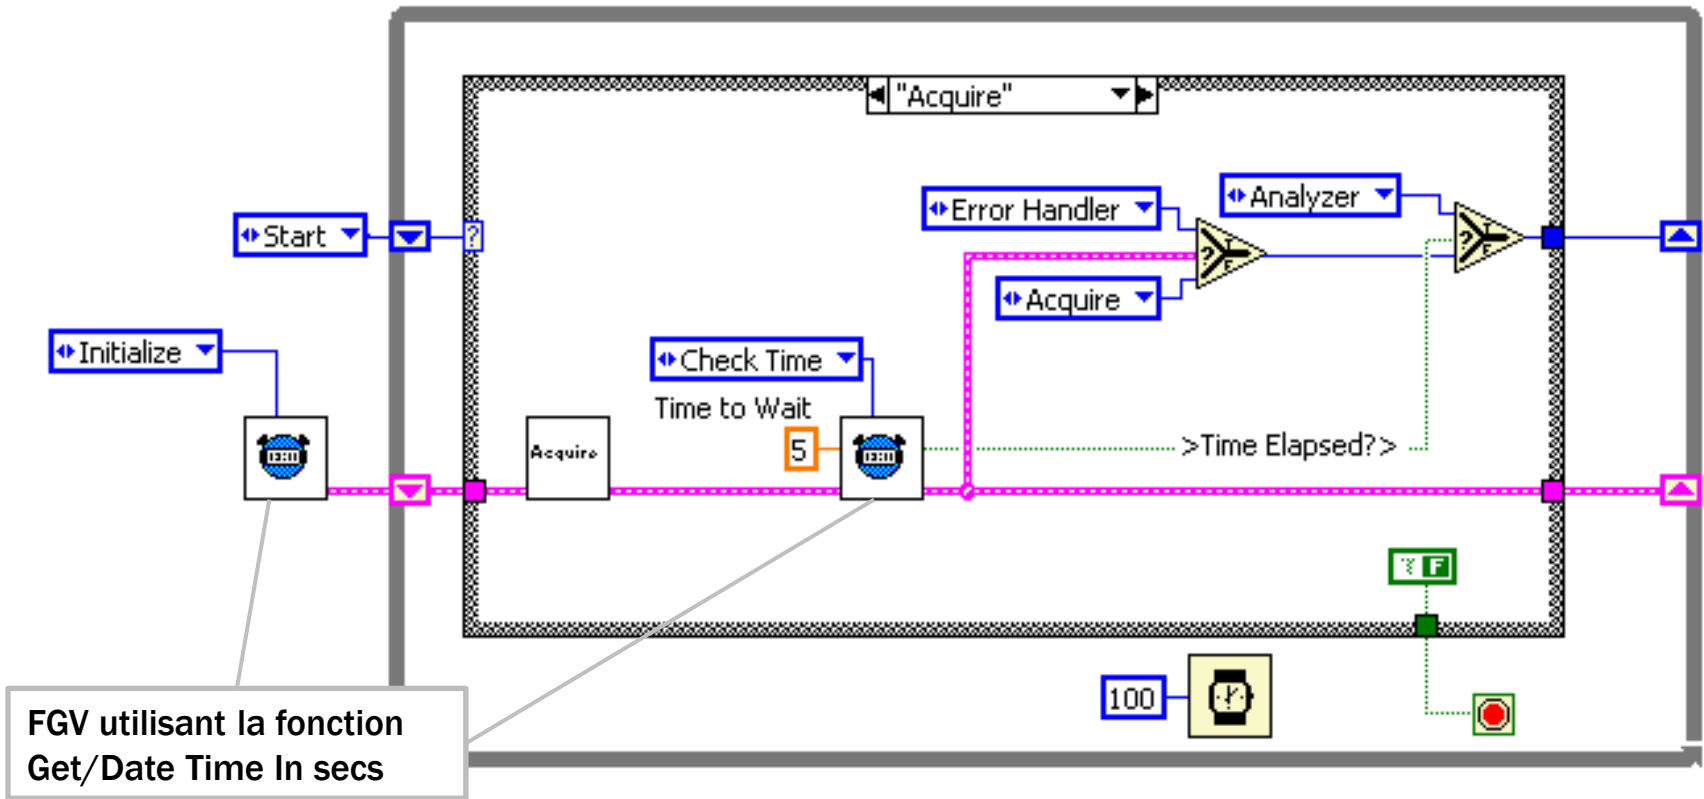 "Acquire"
Error Handler
Analyzer
Start
?
T
?
F
T
?
F
Acquire
Initialize
Check Time
Time to Wait
5
Acquire
>Time Elapsed?>
F
100
FGV utilisant la fonction
Get/Date Time In secs